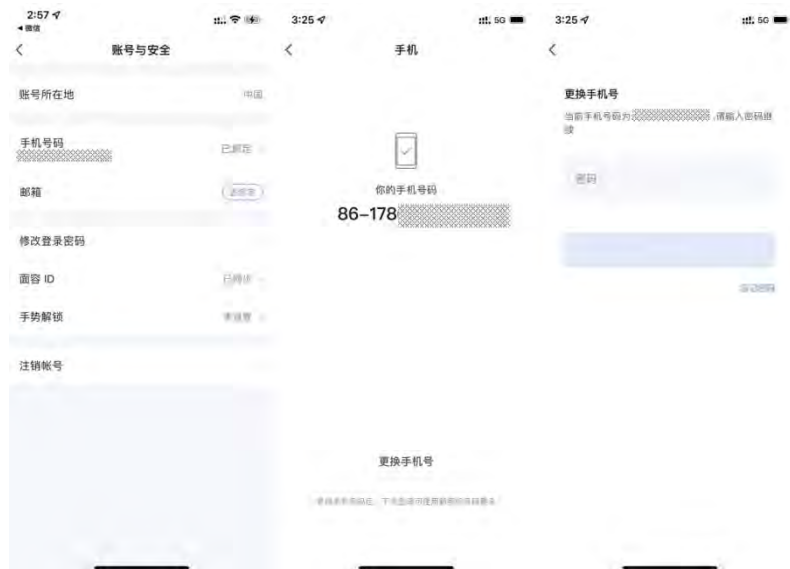 2:57
微信
账号与安全
账号所在地
中国
手机号码
已绑定
邮箱
修改登录密码
面容 ID
手势解锁
注销帐号
3:25
5G
手机
你的手机号码
86-178
更换手机号
3:25
5G
更换手机号
当前手机号码为
,请输入密码继
续
密码